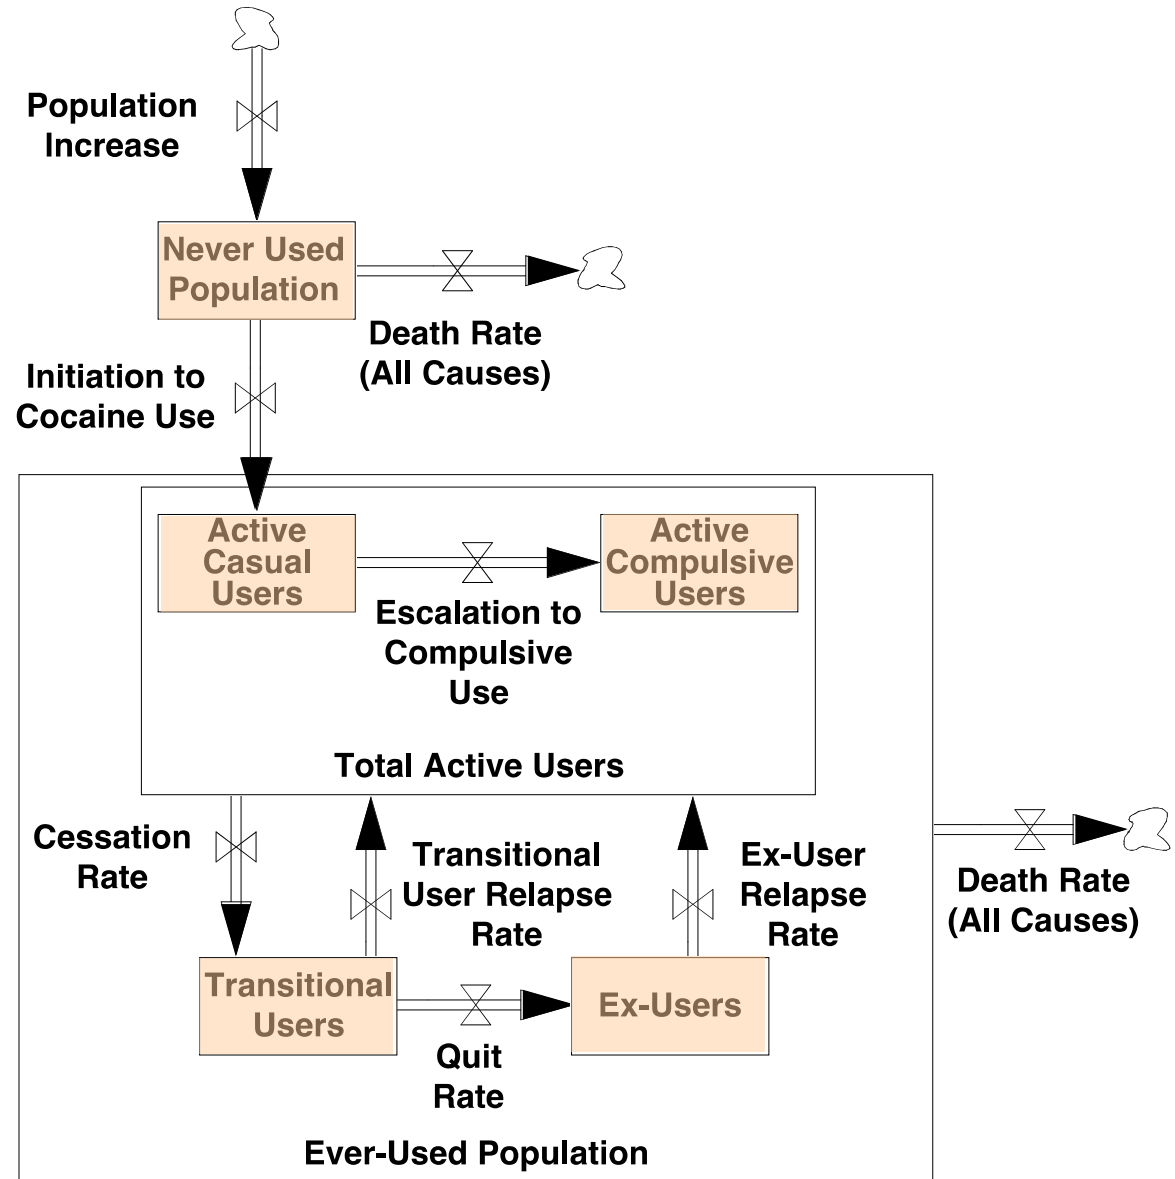 Population
Increase
Never Used
Population
Death Rate
(All Causes)
Initiation to
Cocaine Use
Active
Casual
Users
Active
Compulsive
Users
Escalation to
Compulsive
Use
Total Active Users
Cessation
Rate
Transitional
User Relapse
Rate
Ex-User
Relapse
Rate
Death Rate
(All Causes)
Transitional
Users
Ex-Users
Quit
Rate
Ever-Used Population